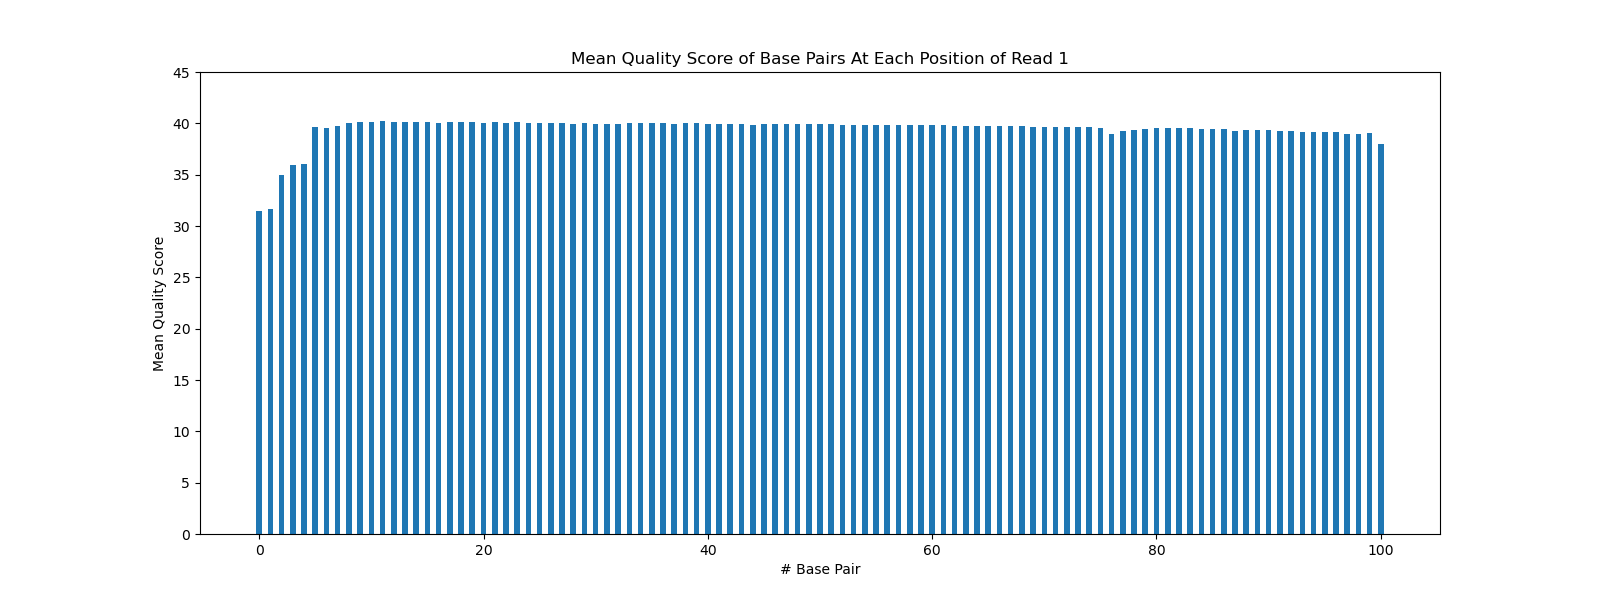 Mean Quality Score of Base Pairs At Each Position of Read 1
45
40
35
30
25
20
15
10
5
0
Mean Quality Score
0 20 40 60 80 100
# Base Pair